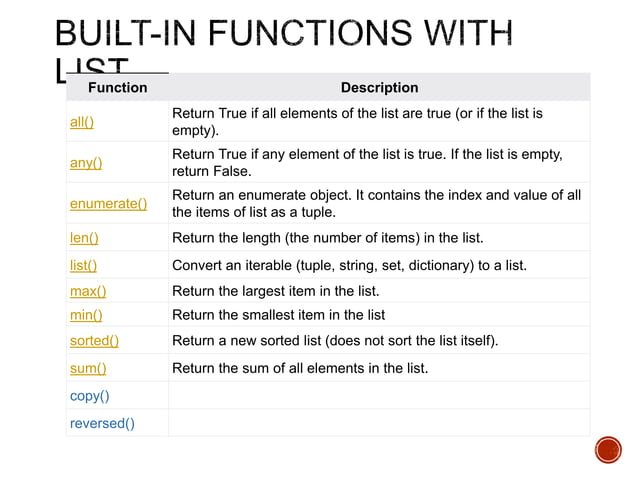 BUILT-IN FUNCTIONS WITH
LIST
Function Description
all() Return True if all elements of the list are true (or if the list is
empty).
any() Return True if any element of the list is true. If the list is empty,
return False.
enumerate() Return an enumerate object. It contains the index and value of all
the items of list as a tuple.
len() Return the length (the number of items) in the list.
list() Convert an iterable (tuple, string, set, dictionary) to a list.
max() Return the largest item in the list.
min() Return the smallest item in the list
sorted() Return a new sorted list (does not sort the list itself).
sum() Return the sum of all elements in the list.
copy()
reversed()